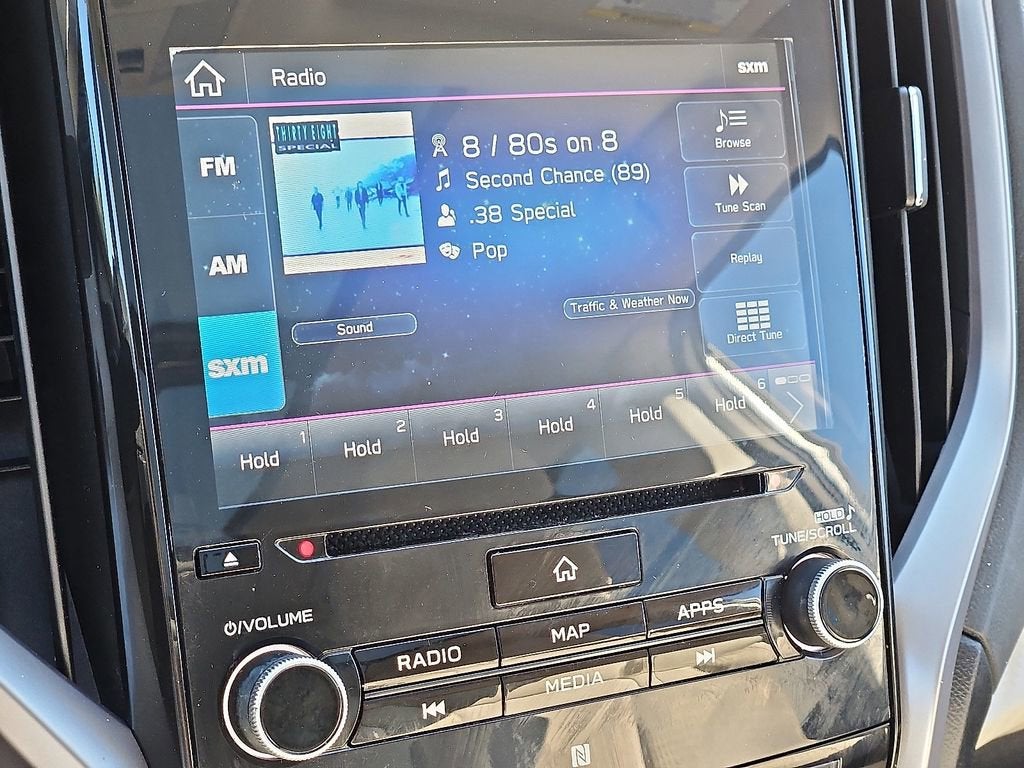 Radio
sxm
THIRTY EIGHT
SPECIAL
FM
AM
sxm
8 / 80s on 8
Second Chance (89)
.38 Special
Pop
Browse
Tune Scan
Replay
Direct Tune
Sound
Traffic & Weather Now
1
Hold
2
Hold
3
Hold
4
Hold
5
Hold
6
Hold
HOLD
TUNE/SCROLL
/VOLUME
RADIO
MAP
APPS
MEDIA
N